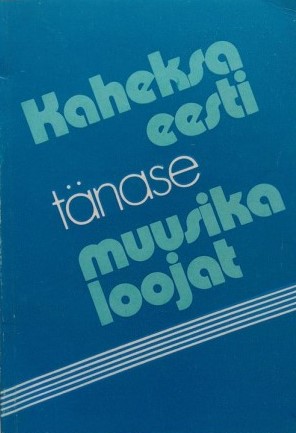 Kaheksa
eesti
tänase
muusika
loojat